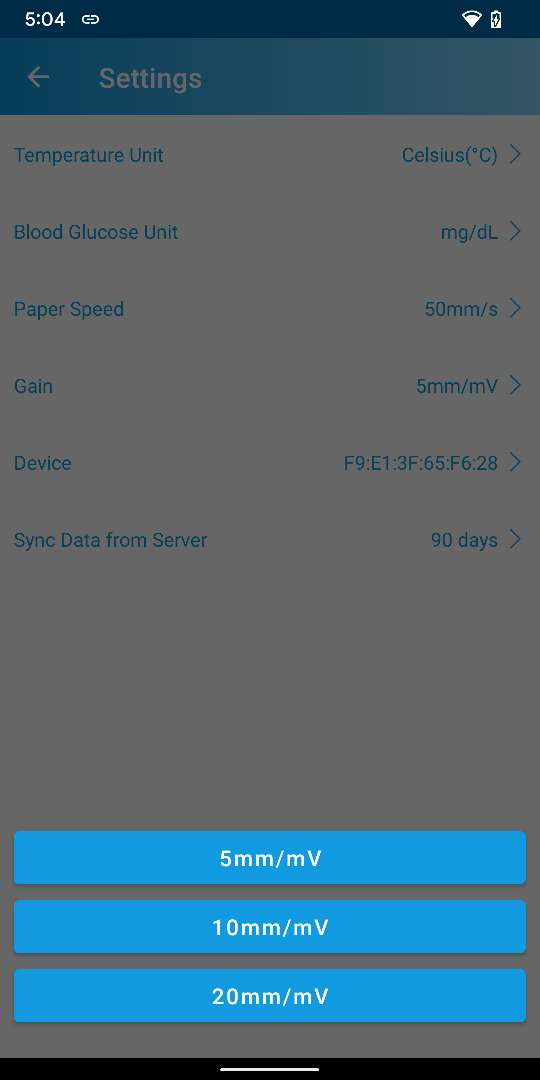 5:04
Settings
Temperature Unit Celsius(°C)
Blood Glucose Unit mg/dL
Paper Speed 50mm/s
Gain 5mm/mV
Device F9:E1:3F:65:F6:28
Sync Data from Server 90 days
5mm/mV
10mm/mV
20mm/mV